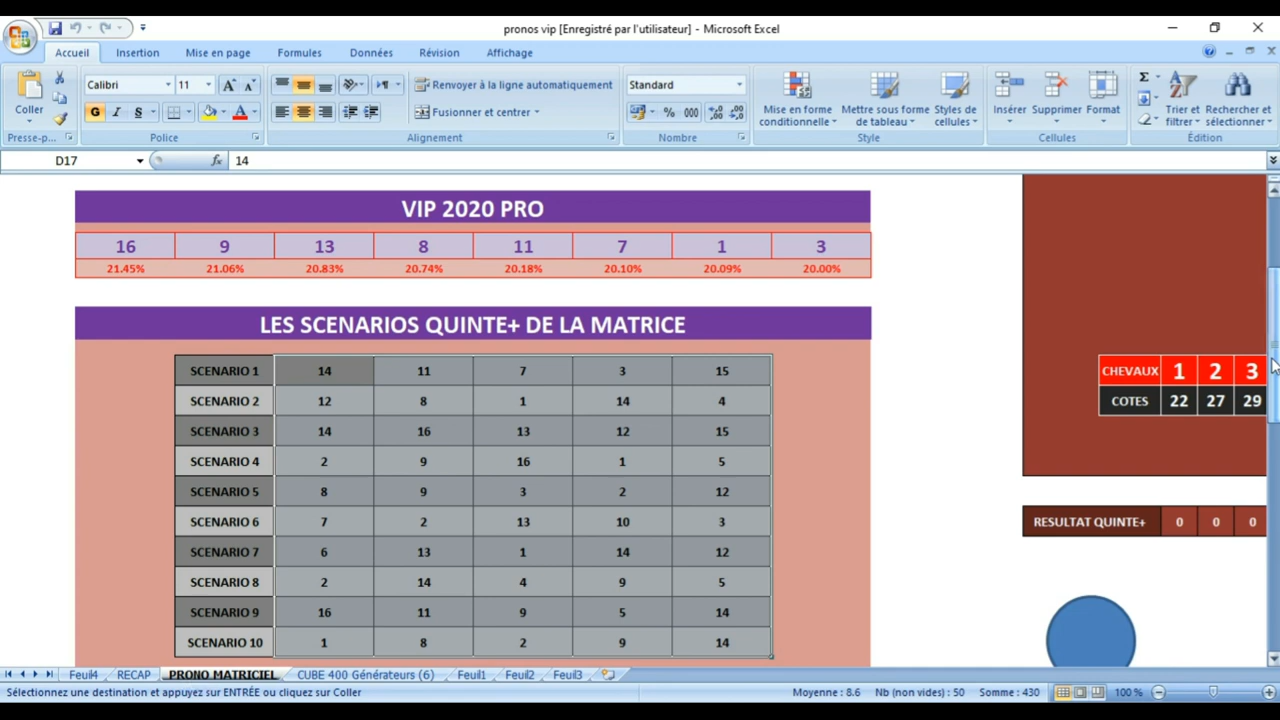 pronos vip [Enregistré par l'utilisateur] - Microsoft Excel
Accueil Insertion Mise en page Formules Données Révision Affichage
Calibri 11 Renvoyer à la ligne automatiquement Standard
Coller G I S A Fusionner et centrer % 000 Mise en forme conditionnelle Mettre sous forme de tableau Styles de cellules Insérer Supprimer Format Trier et filtrer Rechercher et sélectionner
Presse-p... Police Alignement Nombre Style Cellules Édition
D17 fx 14
VIP 2020 PRO
16 9 13 8 11 7 1 3
21.45% 21.06% 20.83% 20.74% 20.18% 20.10% 20.09% 20.00%
LES SCENARIOS QUINTE+ DE LA MATRICE
SCENARIO 1 14 11 7 3 15
SCENARIO 2 12 8 1 14 4
SCENARIO 3 14 16 13 12 15
SCENARIO 4 2 9 16 1 5
SCENARIO 5 8 9 3 2 12
SCENARIO 6 7 2 13 10 3
SCENARIO 7 6 13 1 14 12
SCENARIO 8 2 14 4 9 5
SCENARIO 9 16 11 9 5 14
SCENARIO 10 1 8 2 9 14
CHEVAUX 1 2 3
COTES 22 27 29
RESULTAT QUINTE+ 0 0 0
Feuil4 RECAP PRONO MATRICIEL CUBE 400 Générateurs (6) Feuil1 Feuil2 Feuil3
Sélectionnez une destination et appuyez sur ENTRÉE ou cliquez sur Coller Moyenne : 8.6 Nb (non vides) : 50 Somme : 430 100 %